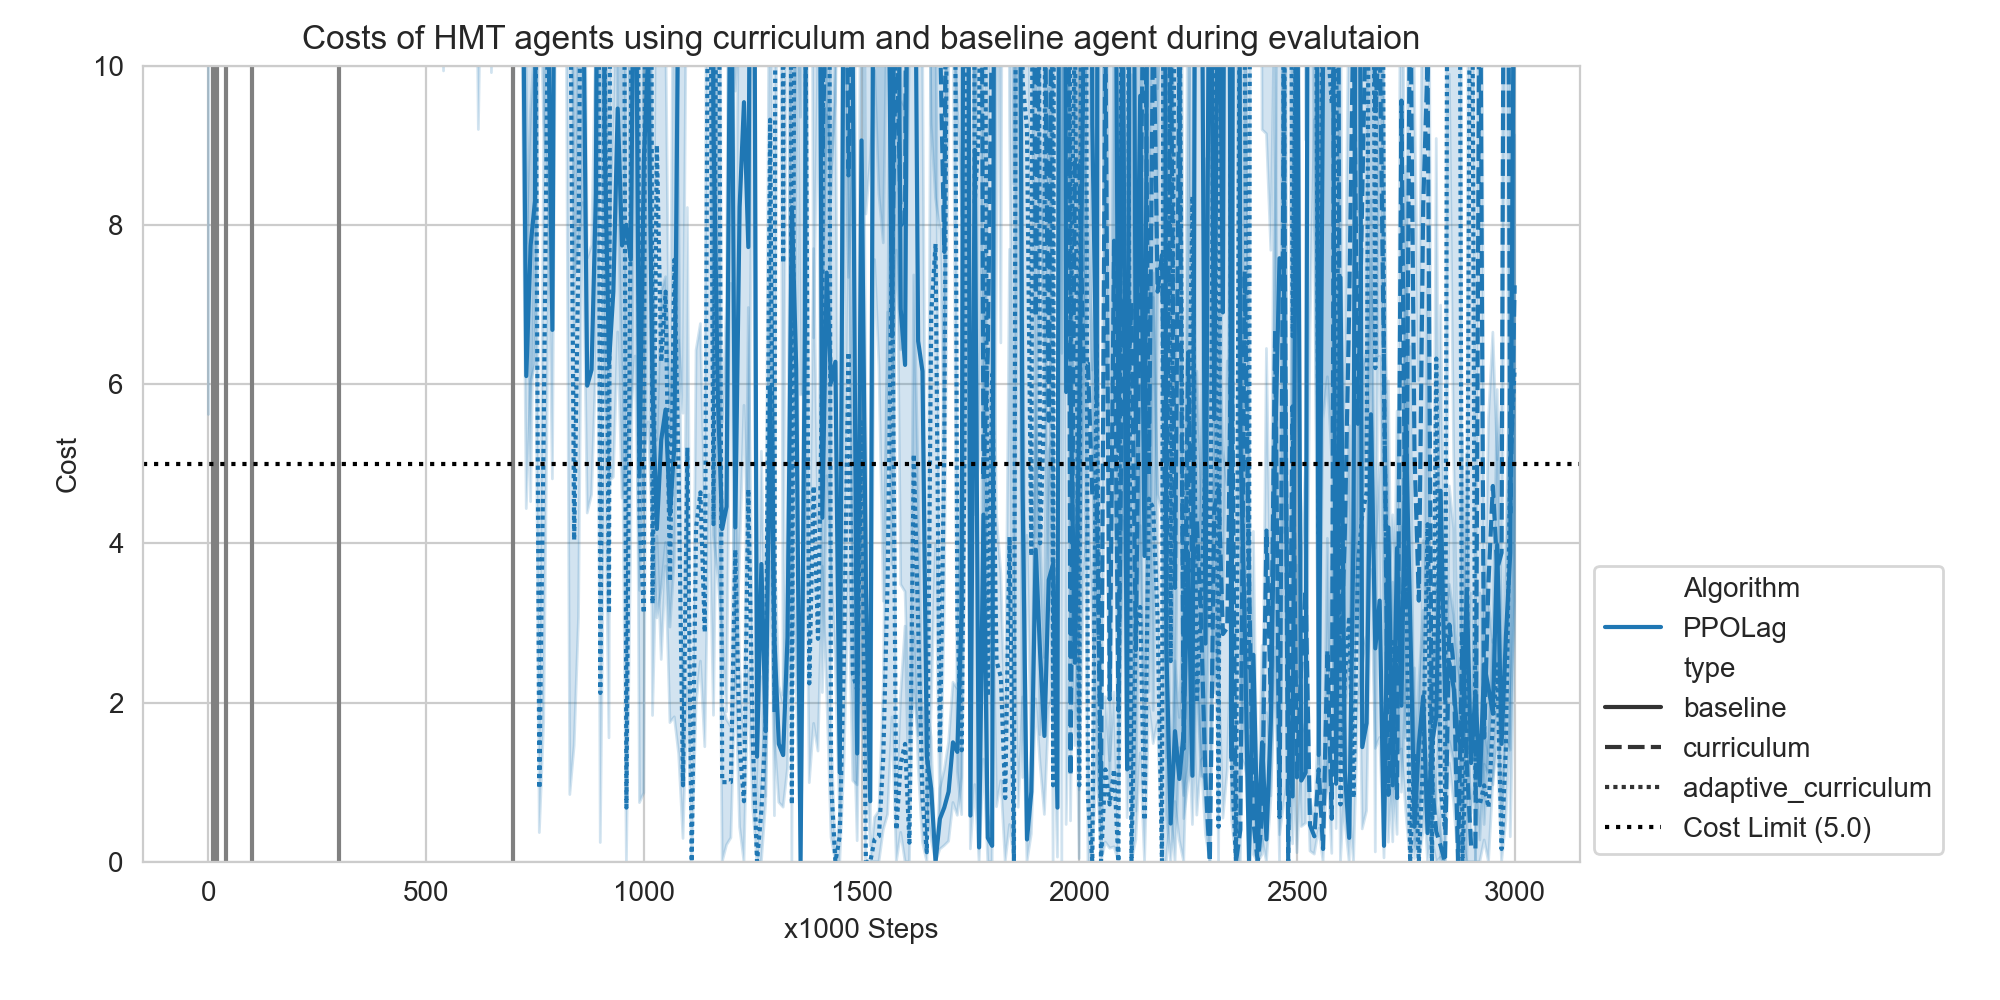 Costs of HMT agents using curriculum and baseline agent during evalutaion
10
8
6
4
2
0
Cost
0 500 1000 1500 2000 2500 3000
x1000 Steps
Algorithm
PPOLag
type
baseline
curriculum
adaptive_curriculum
Cost Limit (5.0)